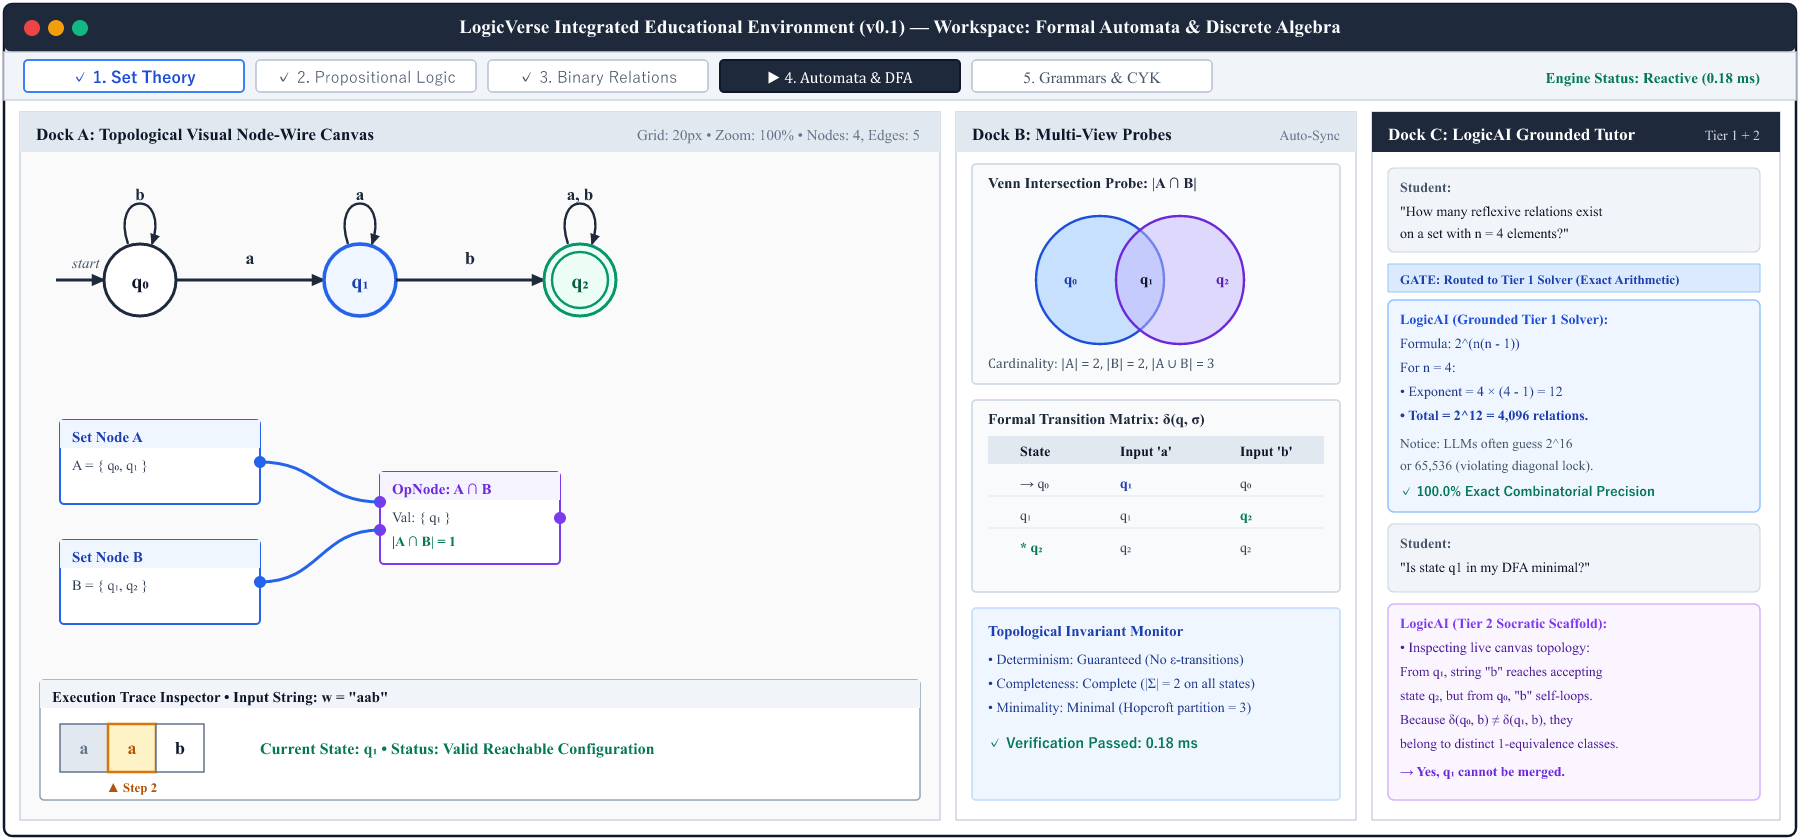 LogicVerse Integrated Educational Environment (v0.1) — Workspace: Formal Automata & Discrete Algebra
✓ 1. Set Theory
✓ 2. Propositional Logic
✓ 3. Binary Relations
▶ 4. Automata & DFA
5. Grammars & CYK
Engine Status: Reactive (0.18 ms)
Dock A: Topological Visual Node-Wire Canvas
Grid: 20px • Zoom: 100% • Nodes: 4, Edges: 5
b
a
a, b
start
a
b
q₀
q₁
q₂
Set Node A
A = { q₀, q₁ }
OpNode: A ∩ B
Val: { q₁ }
|A ∩ B| = 1
Set Node B
B = { q₁, q₂ }
Execution Trace Inspector • Input String: w = "aab"
a a b
Current State: q₁ • Status: Valid Reachable Configuration
▲ Step 2
Dock B: Multi-View Probes
Auto-Sync
Venn Intersection Probe: |A ∩ B|
q₀ q₁ q₂
Cardinality: |A| = 2, |B| = 2, |A ∪ B| = 3
Formal Transition Matrix: δ(q, σ)
State Input 'a' Input 'b'
→ q₀ q₁ q₀
q₁ q₁ q₂
* q₂ q₂ q₂
Topological Invariant Monitor
• Determinism: Guaranteed (No ε-transitions)
• Completeness: Complete (|Σ| = 2 on all states)
• Minimality: Minimal (Hopcroft partition = 3)
✓ Verification Passed: 0.18 ms
Dock C: LogicAI Grounded Tutor
Tier 1 + 2
Student:
"How many reflexive relations exist
on a set with n = 4 elements?"
GATE: Routed to Tier 1 Solver (Exact Arithmetic)
LogicAI (Grounded Tier 1 Solver):
Formula: 2^(n(n - 1))
For n = 4:
• Exponent = 4 × (4 - 1) = 12
• Total = 2^12 = 4,096 relations.
Notice: LLMs often guess 2^16
or 65,536 (violating diagonal lock).
✓ 100.0% Exact Combinatorial Precision
Student:
"Is state q1 in my DFA minimal?"
LogicAI (Tier 2 Socratic Scaffold):
• Inspecting live canvas topology:
From q₁, string "b" reaches accepting
state q₂, but from q₀, "b" self-loops.
Because δ(q₀, b) ≠ δ(q₁, b), they
belong to distinct 1-equivalence classes.
→ Yes, q₁ cannot be merged.